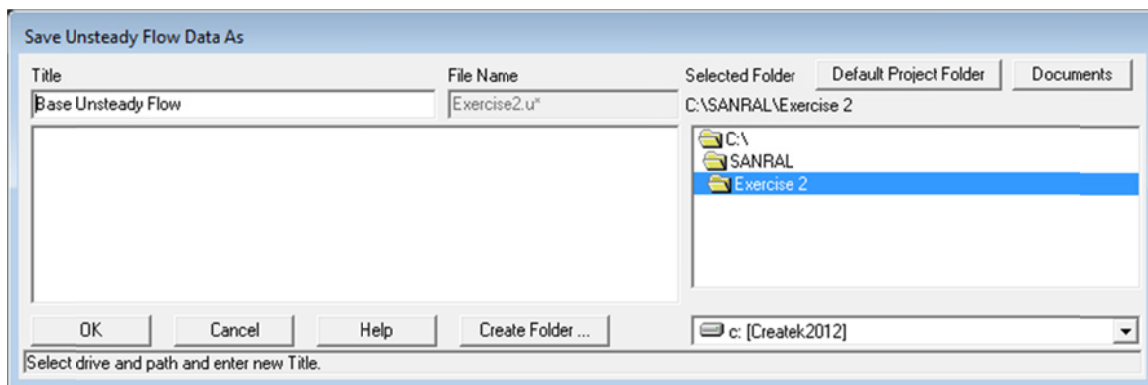 Save Unsteady Flow Data As
Title
File Name
Selected Folder
Default Project Folder
Documents
Base Unsteady Flow
Exercise2.u*
C:\SANRAL\Exercise 2
C:\
SANRAL
Exercise 2
OK
Cancel
Help
Create Folder ...
c: [Createk2012]
Select drive and path and enter new Title.